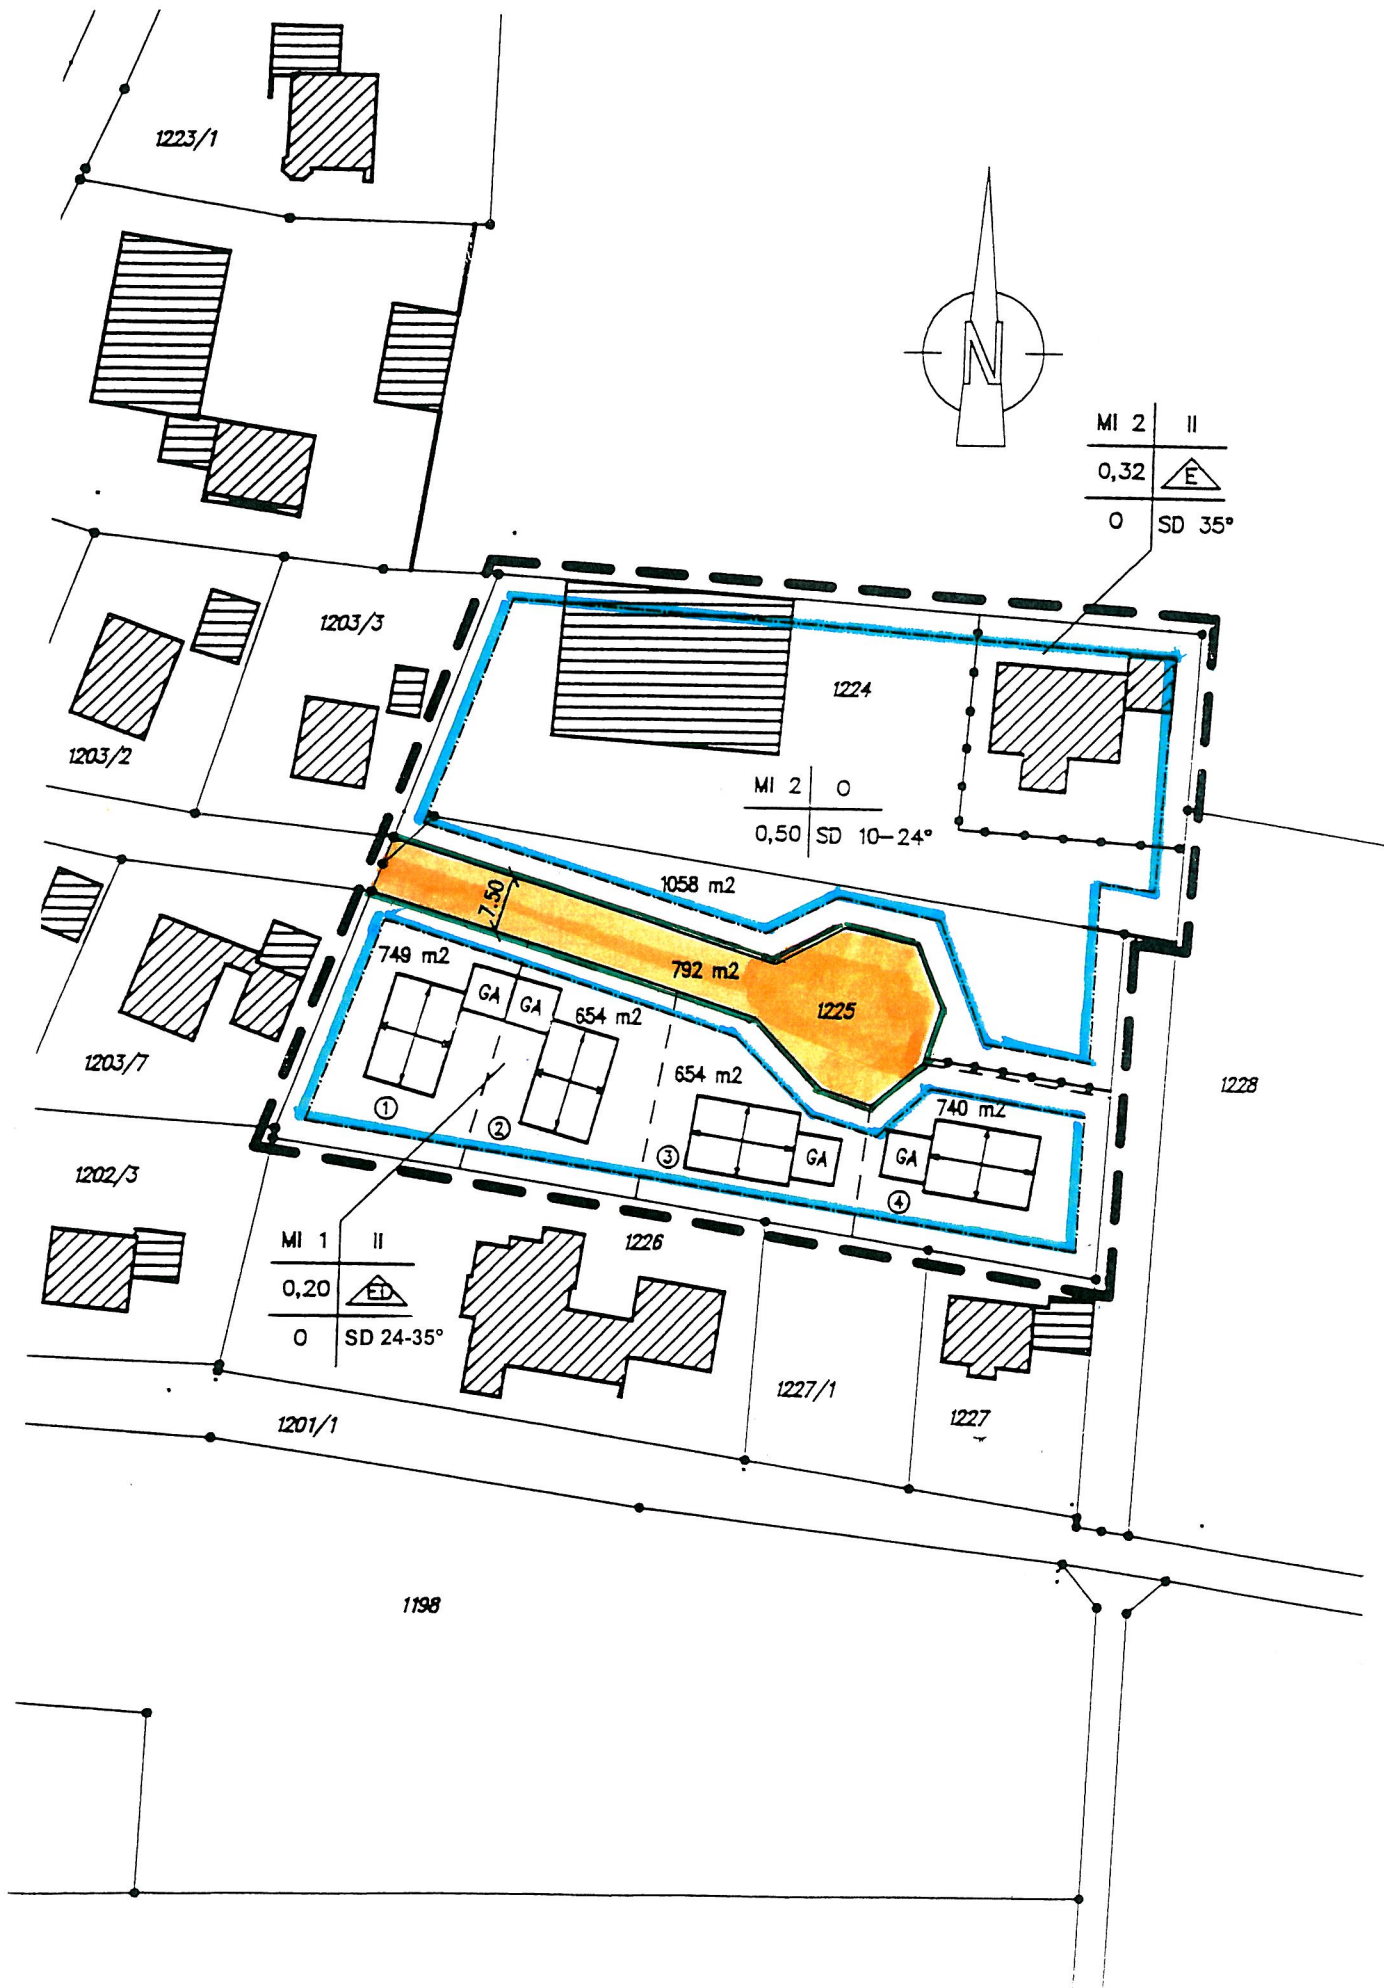 1223/1
N
MI 2 II
0,32 E
O SD 35°
1203/3
1224
1203/2
MI 2 O
0,50 SD 10-24°
1058 m2
7.50
749 m2
792 m2
GA GA
654 m2
1225
1203/7
654 m2
1228
740 m2
①
②
③
GA
GA
④
1202/3
1226
MI 1 II
0,20 ED
O SD 24-35°
1227/1
1227
1201/1
1198